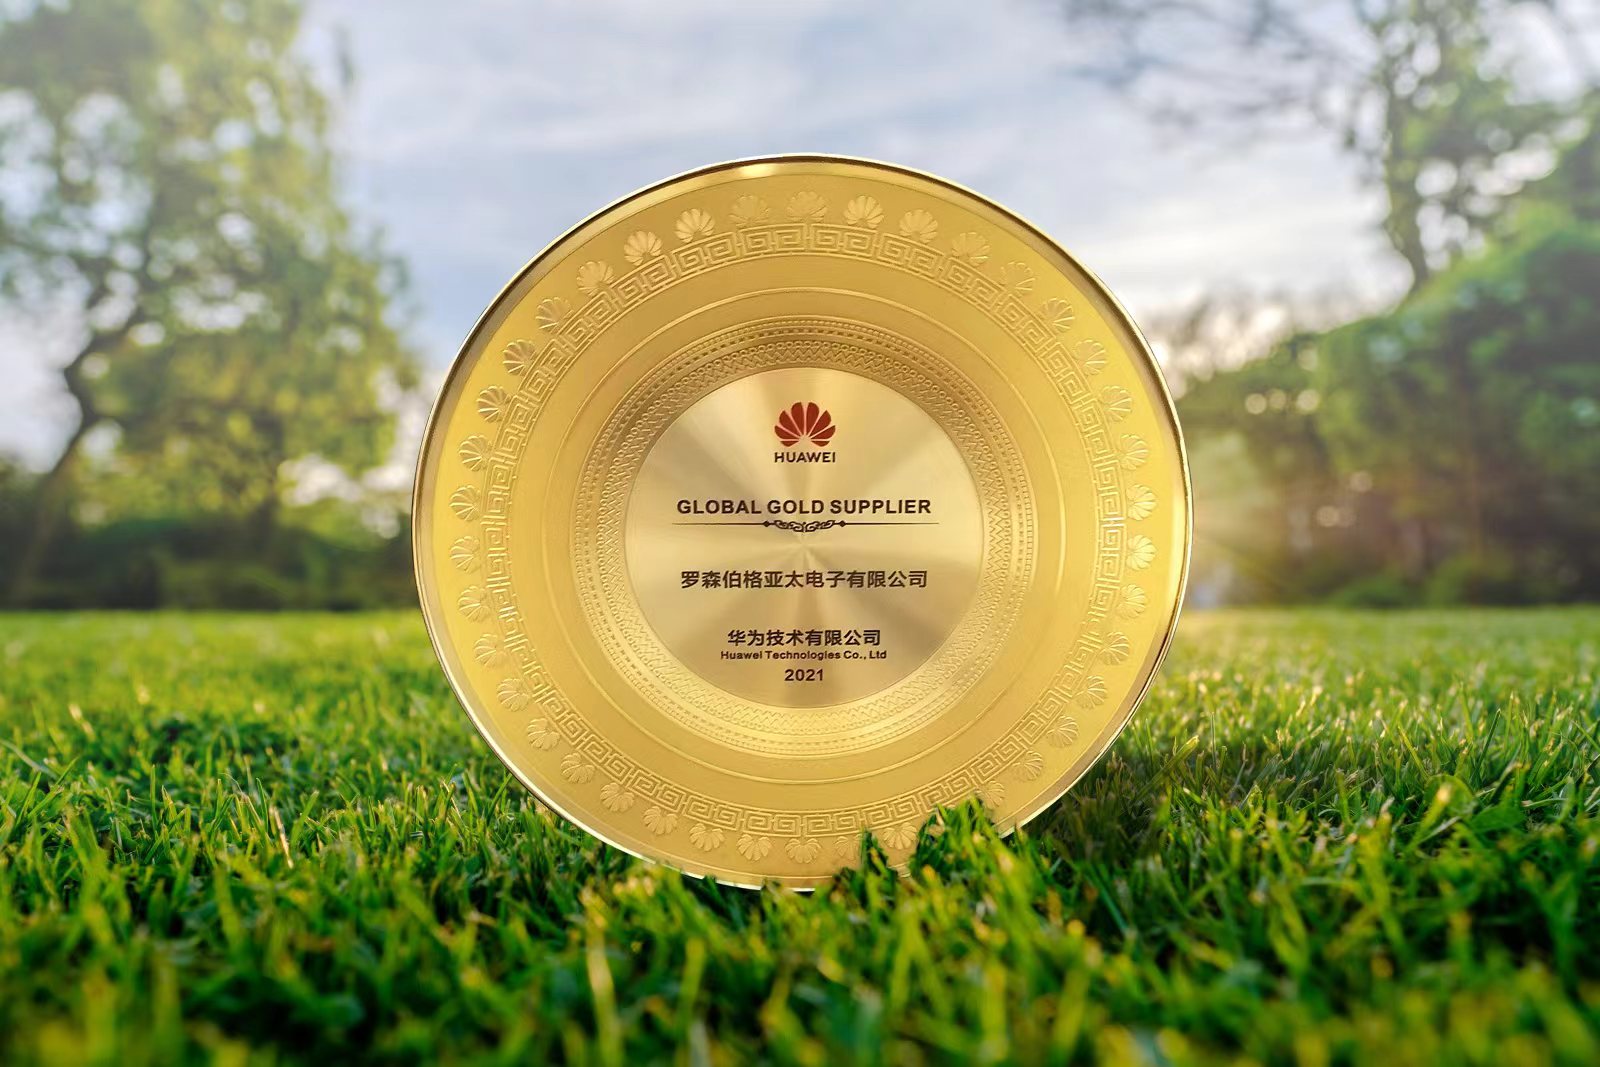 HUAWEI
GLOBAL GOLD SUPPLIER
罗森伯格亚太电子有限公司
华为技术有限公司
Huawei Technologies Co., Ltd
2021